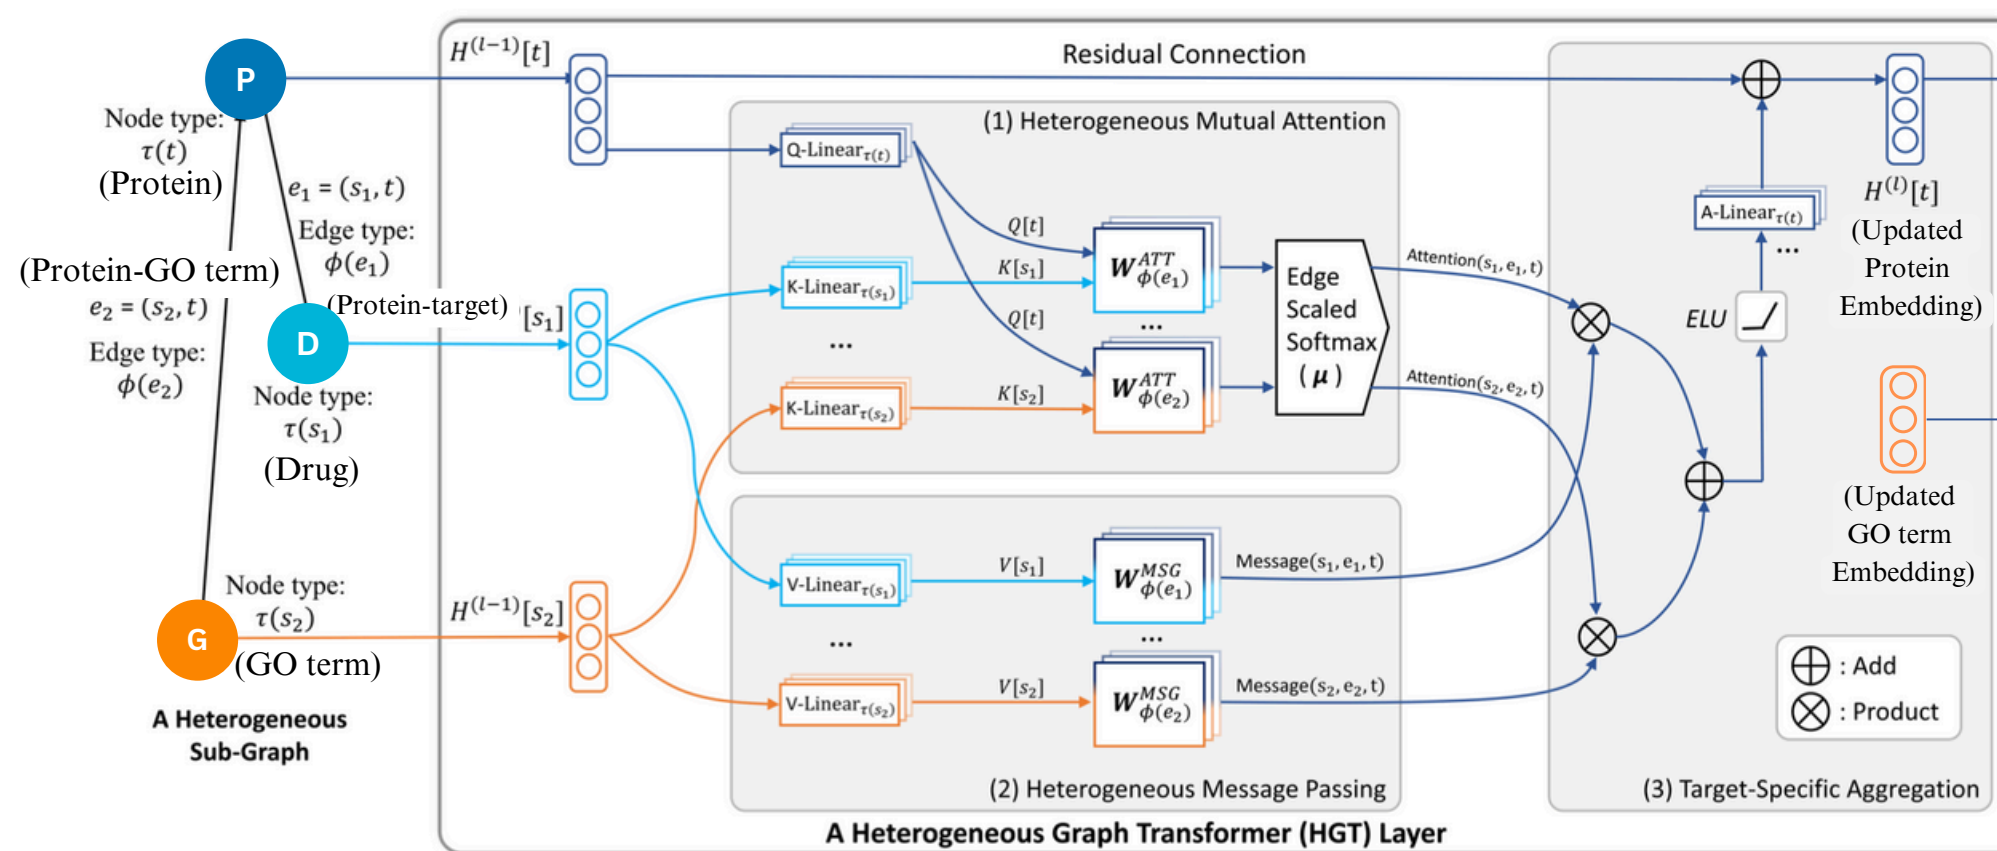 P
Node type:
τ(t)
(Protein)
e₁ = (s₁, t)
Edge type:
ϕ(e₁)
(Protein-target)
(Protein-GO term)
e₂ = (s₂, t)
Edge type:
ϕ(e₂)
D
Node type:
τ(s₁)
(Drug)
Node type:
τ(s₂)
G
(GO term)
A Heterogeneous
Sub-Graph
H^(l−1)[t]
[s₁]
H^(l−1)[s₂]
Residual Connection
(1) Heterogeneous Mutual Attention
Q-Linear_τ(t)
Q[t]
K-Linear_τ(s₁)
K[s₁]
W^ATT_ϕ(e₁)
...
Q[t]
...
K-Linear_τ(s₂)
K[s₂]
W^ATT_ϕ(e₂)
Edge
Scaled
Softmax
(μ)
Attention(s₁, e₁, t)
Attention(s₂, e₂, t)
V-Linear_τ(s₁)
V[s₁]
W^MSG_ϕ(e₁)
Message(s₁, e₁, t)
...
...
V-Linear_τ(s₂)
V[s₂]
W^MSG_ϕ(e₂)
Message(s₂, e₂, t)
(2) Heterogeneous Message Passing
A-Linear_τ(t)
...
ELU
H^(l)[t]
(Updated
Protein
Embedding)
(Updated
GO term
Embedding)
: Add
: Product
(3) Target-Specific Aggregation
A Heterogeneous Graph Transformer (HGT) Layer